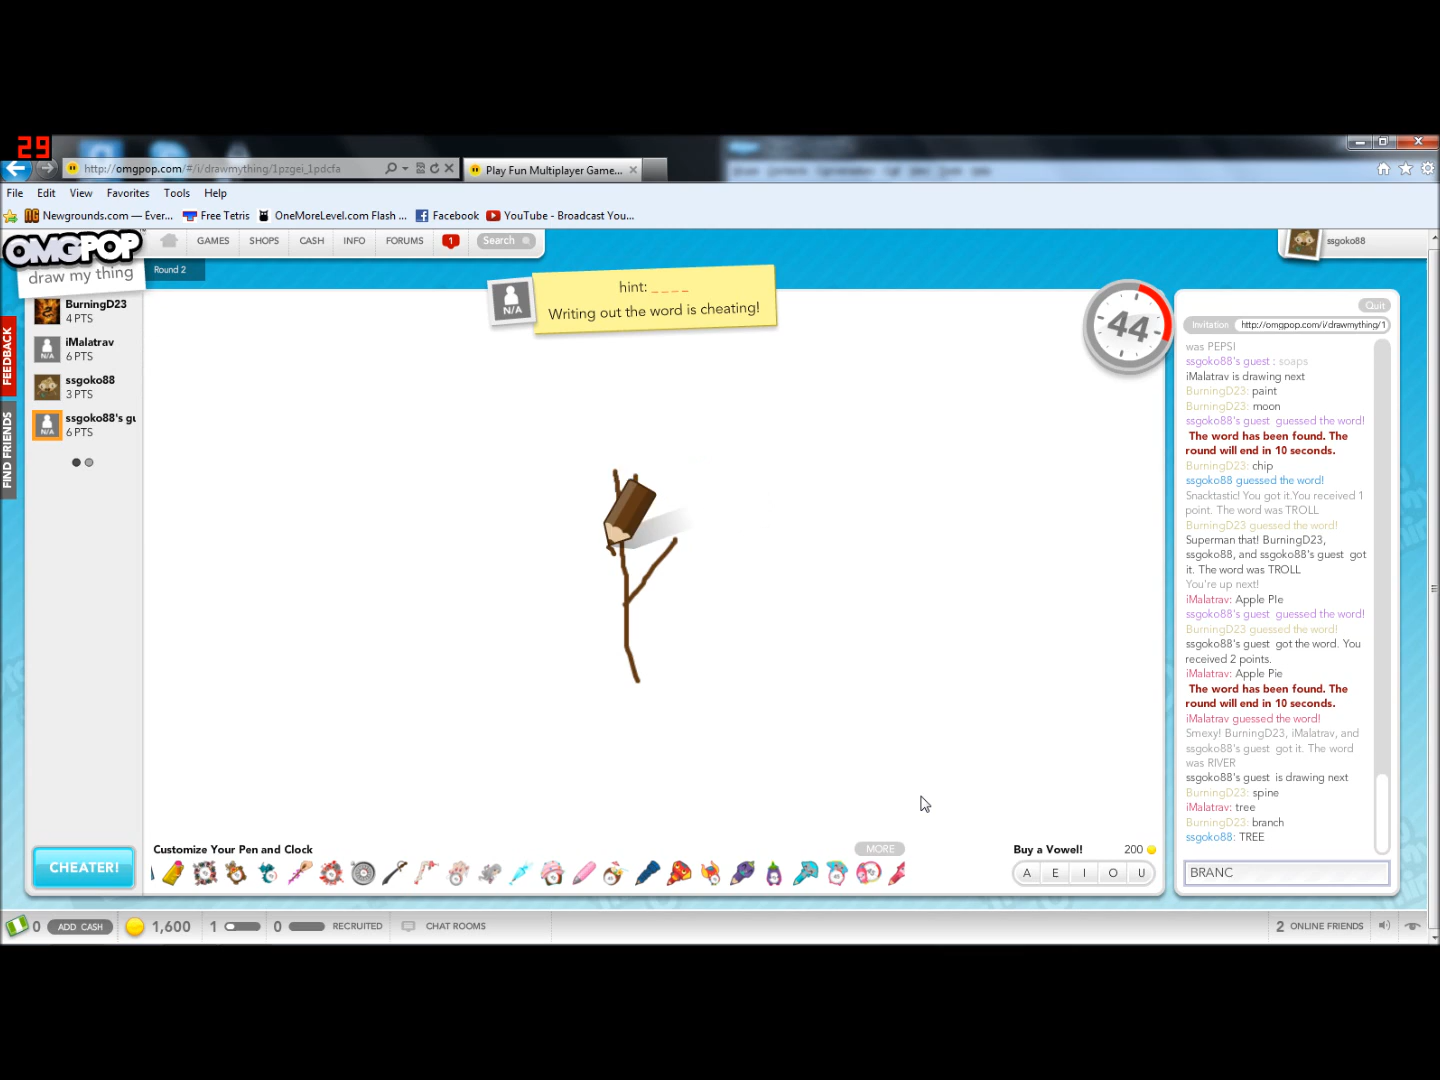 29
http://omgpop.com/#/i/drawmything/1pzgei_1pdcfa
Play Fun Multiplayer Game...
File Edit View Favorites Tools Help
Newgrounds.com — Ever... Free Tetris OneMoreLevel.com Flash ... Facebook YouTube - Broadcast You...
OMGPOP
draw my thing
GAMES SHOPS CASH INFO FORUMS 1 Search
ssgoko88
Round 2
BurningD23
4 PTS
iMalatrav
6 PTS
ssgoko88
3 PTS
N/A
ssgoko88's gu
6 PTS
FEEDBACK
FIND FRIENDS
N/A
hint: _ _ _ _
Writing out the word is cheating!
44
Quit
Invitation http://omgpop.com/i/drawmything/1
was PEPSI
ssgoko88's guest : soaps
iMalatrav is drawing next
BurningD23: paint
BurningD23: moon
ssgoko88's guest guessed the word!
The word has been found. The
round will end in 10 seconds.
BurningD23: chip
ssgoko88 guessed the word!
Snacktastic! You got it.You received 1
point. The word was TROLL
BurningD23 guessed the word!
Superman that! BurningD23,
ssgoko88, and ssgoko88's guest got
it. The word was TROLL
You're up next!
iMalatrav: Apple PIe
ssgoko88's guest guessed the word!
BurningD23 guessed the word!
ssgoko88's guest got the word. You
received 2 points.
iMalatrav: Apple Pie
The word has been found. The
round will end in 10 seconds.
iMalatrav guessed the word!
Smexy! BurningD23, iMalatrav, and
ssgoko88's guest got it. The word
was RIVER
ssgoko88's guest is drawing next
BurningD23: spine
iMalatrav: tree
BurningD23: branch
ssgoko88: TREE
BRANC
CHEATER!
Customize Your Pen and Clock
MORE
Buy a Vowel! 200
A E I O U
0 ADD CASH 1,600 1 0 RECRUITED CHAT ROOMS
2 ONLINE FRIENDS